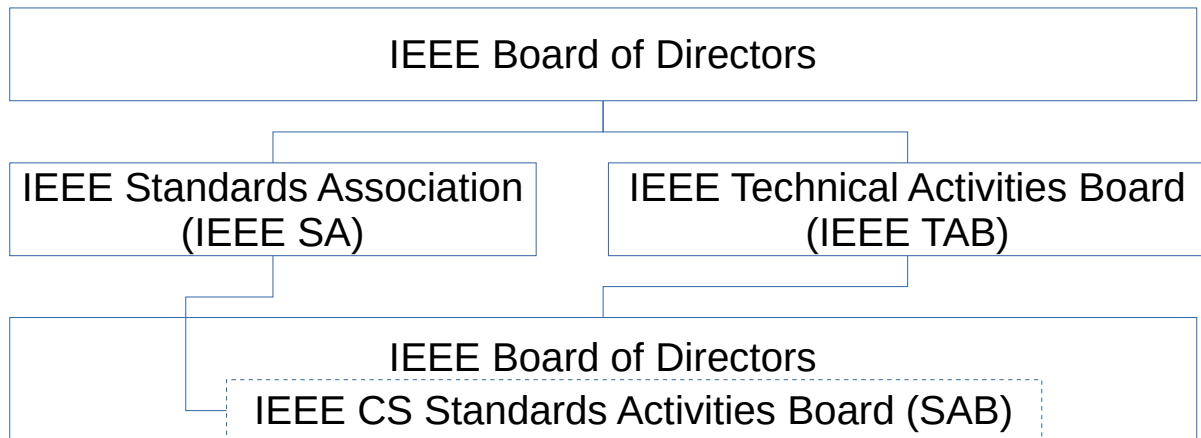 IEEE Board of Directors
IEEE Standards Association
(IEEE SA)
IEEE Technical Activities Board
(IEEE TAB)
IEEE Board of Directors
IEEE CS Standards Activities Board (SAB)